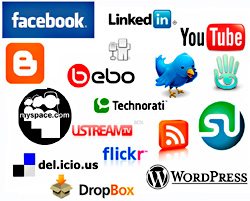 facebook.
Linked in
YouTube
bebo
Technorati
myspace.com
USTREAM TV
flickr
del.icio.us
DropBox
WORDPRESS